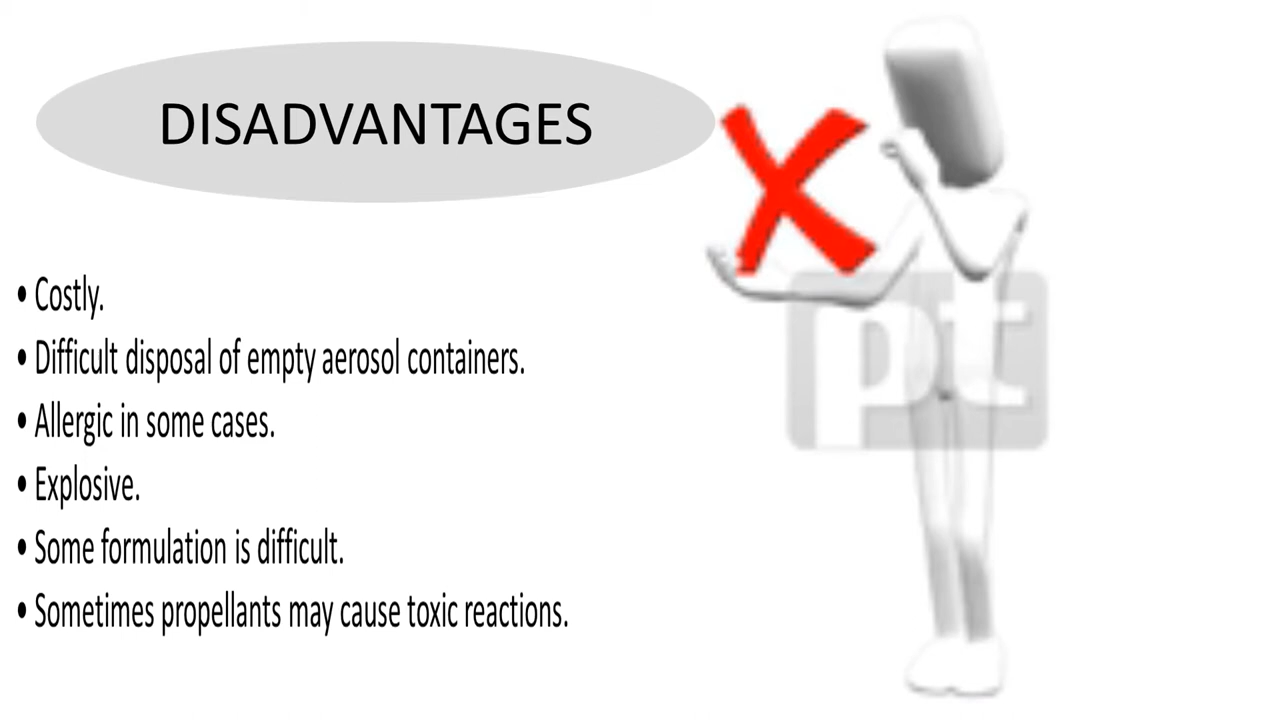 DISADVANTAGES
• Costly.
• Difficult disposal of empty aerosol containers.
• Allergic in some cases.
• Explosive.
• Some formulation is difficult.
• Sometimes propellants may cause toxic reactions.
pt